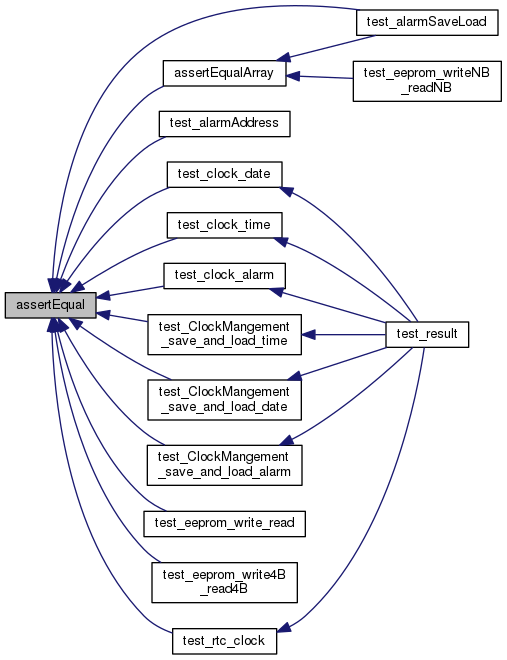 test_alarmSaveLoad
assertEqualArray
test_eeprom_writeNB
_readNB
test_alarmAddress
test_clock_date
test_clock_time
test_clock_alarm
assertEqual
test_ClockMangement
_save_and_load_time
test_result
test_ClockMangement
_save_and_load_date
test_ClockMangement
_save_and_load_alarm
test_eeprom_write_read
test_eeprom_write4B
_read4B
test_rtc_clock